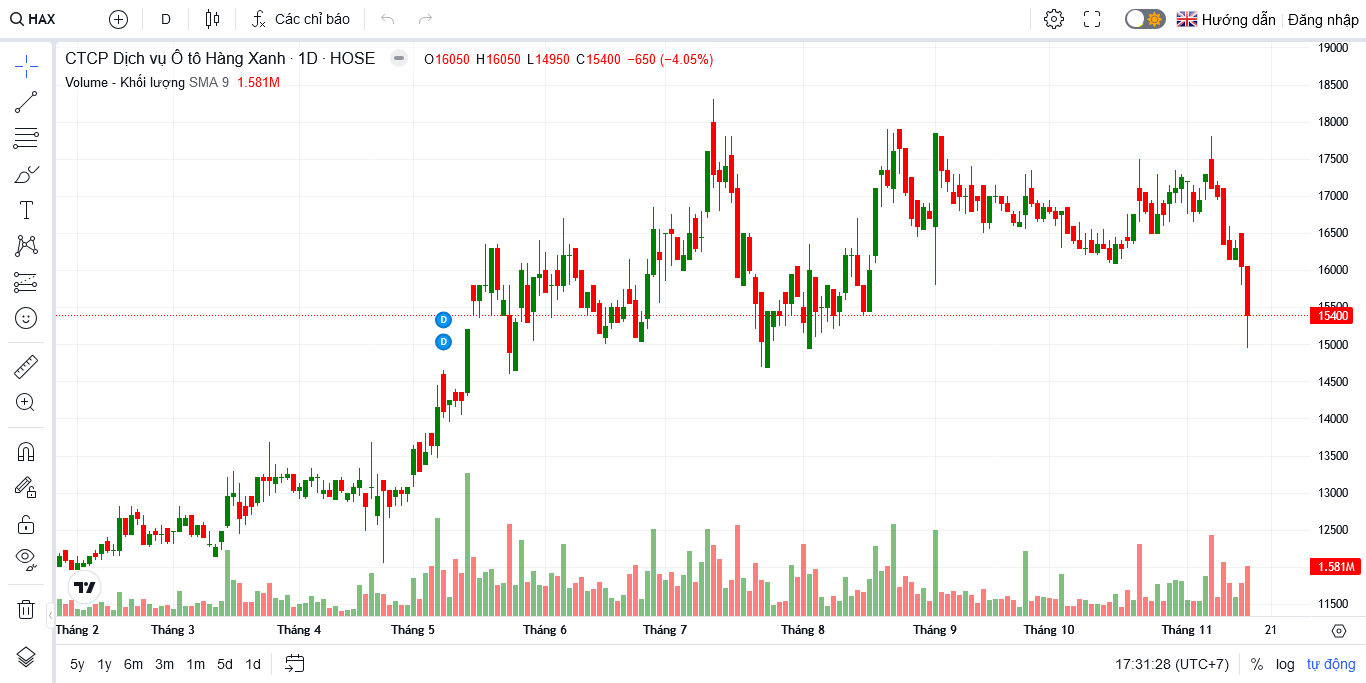 HAX D Các chỉ báo Hướng dẫn Đăng nhập
CTCP Dịch vụ Ô tô Hàng Xanh · 1D · HOSE O16050 H16050 L14950 C15400 −650 (−4.05%)
Volume - Khối lượng SMA 9 1.581M
19000
18500
18000
17500
17000
16500
16000
15500
15400
15000
14500
14000
13500
13000
12500
1.581M
11500
D
D
Tháng 2 Tháng 3 Tháng 4 Tháng 5 Tháng 6 Tháng 7 Tháng 8 Tháng 9 Tháng 10 Tháng 11 21
5y 1y 6m 3m 1m 5d 1d 17:31:28 (UTC+7) % log tự động